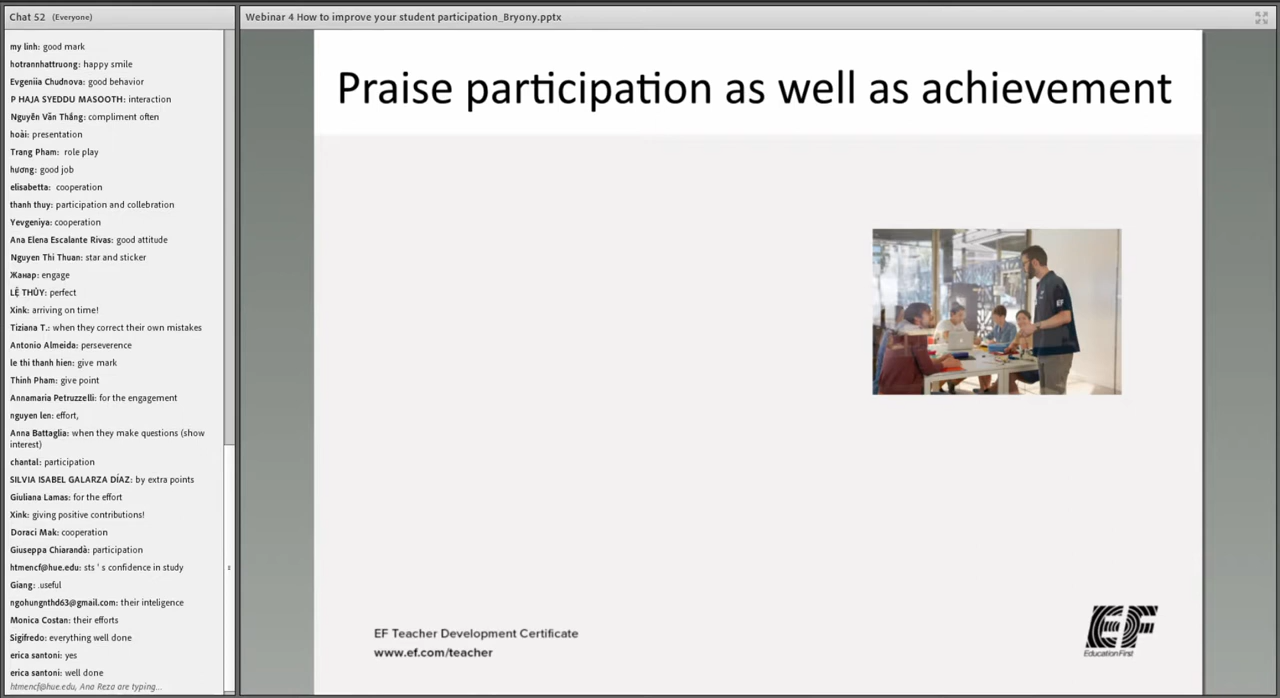 Chat 52 (Everyone)
my linh: good mark
hotrannhattruong: happy smile
Evgeniia Chudnova: good behavior
P HAJA SYEDDU MASOOTH: interaction
Nguyễn Văn Thắng: compliment often
hoài: presentation
Trang Pham: role play
hương: good job
elisabetta: cooperation
thanh thuy: participation and collebration
Yevgeniya: cooperation
Ana Elena Escalante Rivas: good attitude
Nguyen Thi Thuan: star and sticker
Жанар: engage
LỆ THỦY: perfect
Xink: arriving on time!
Tiziana T.: when they correct their own mistakes
Antonio Almeida: perseverence
le thi thanh hien: give mark
Thinh Pham: give point
Annamaria Petruzzelli: for the engagement
nguyen len: effort,
Anna Battaglia: when they make questions (show
interest)
chantal: participation
SILVIA ISABEL GALARZA DÍAZ: by extra points
Giuliana Lamas: for the effort
Xink: giving positive contributions!
Doraci Mak: cooperation
Giuseppa Chiarandà: participation
htmencf@hue.edu: sts ' s confidence in study
Giang: .useful
ngohungnthd63@gmail.com: their inteligence
Monica Costan: their efforts
Sigifredo: everything well done
erica santoni: yes
erica santoni: well done
htmencf@hue.edu, Ana Reza are typing...
Webinar 4 How to improve your student participation_Bryony.pptx
Praise participation as well as achievement
EF Teacher Development Certificate
www.ef.com/teacher
EF
Education First